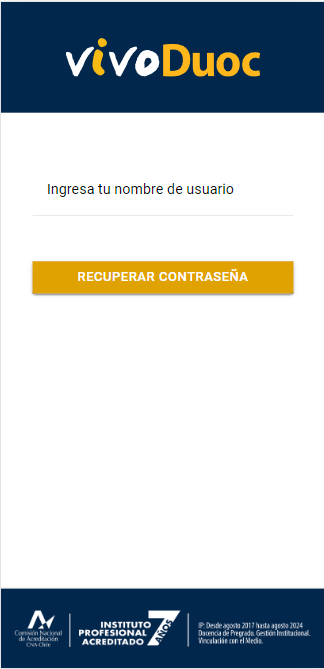 vivoDuoc
Ingresa tu nombre de usuario
RECUPERAR CONTRASEÑA
Comisión Nacional
de Acreditación
CNA-Chile
INSTITUTO
PROFESIONAL
ACREDITADO
7 AÑOS
IP: Desde agosto 2017 hasta agosto 2024
Docencia de Pregrado. Gestión Institucional.
Vinculación con el Medio.